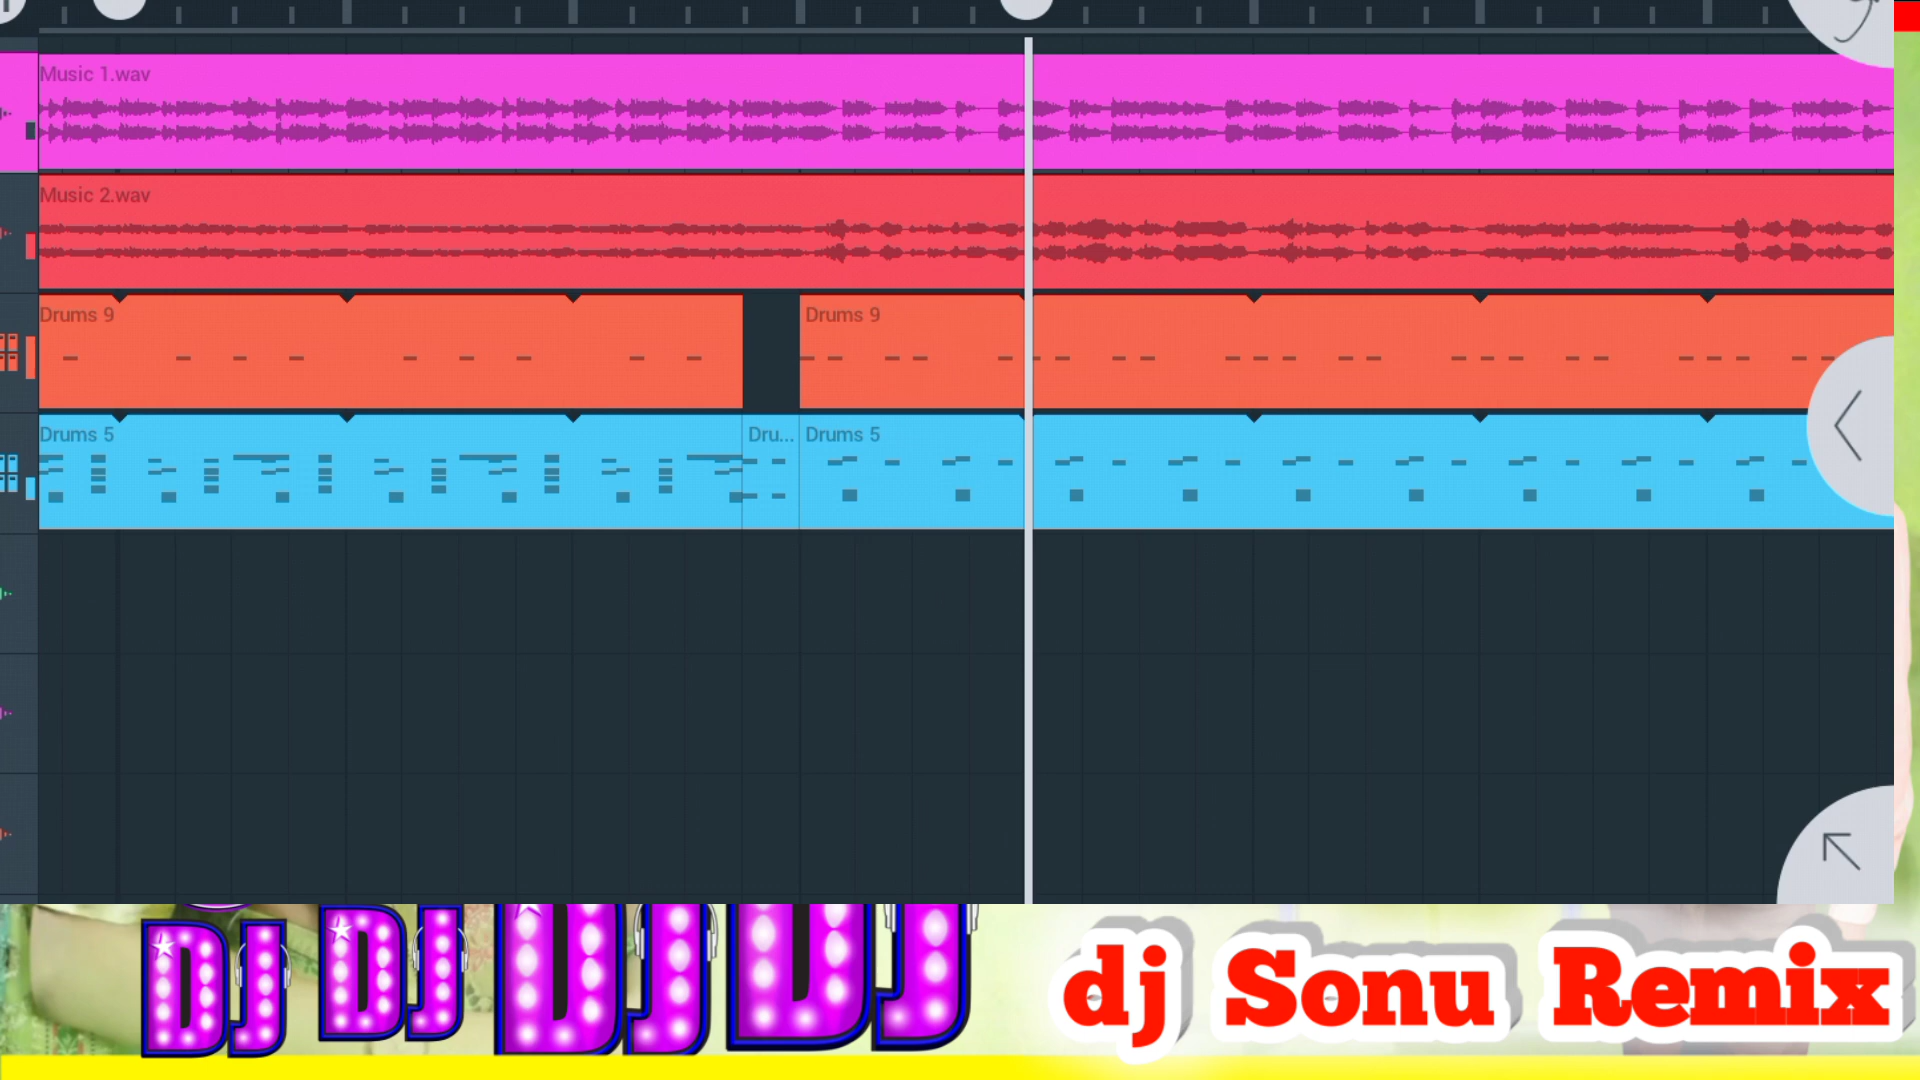 Music 1.wav
Music 2.wav
Drums 9
Drums 9
Drums 5
Dru...
Drums 5
DJ
DJ
DJ
DJ
dj Sonu Remix